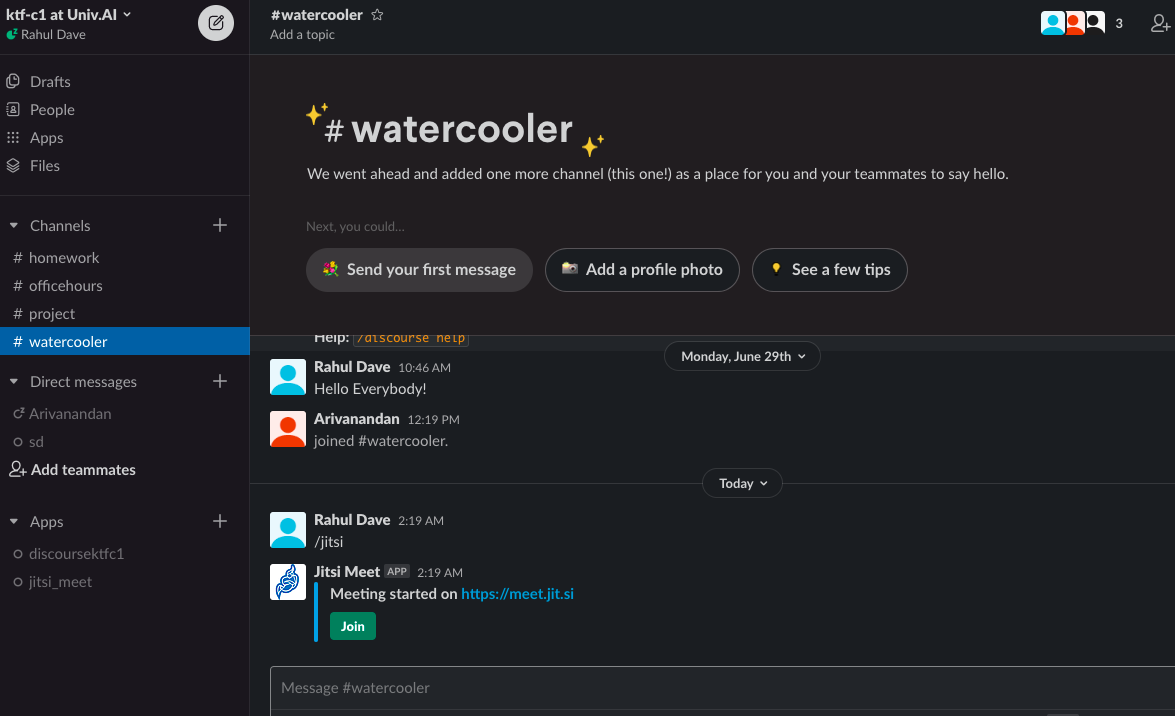 ktf-c1 at Univ.AI
Rahul Dave
Drafts
People
Apps
Files
Channels
# homework
# officehours
# project
# watercooler
Direct messages
Arivanandan
sd
Add teammates
Apps
discoursektfc1
jitsi_meet
#watercooler
Add a topic
3
# watercooler
We went ahead and added one more channel (this one!) as a place for you and your teammates to say hello.
Next, you could...
Send your first message
Add a profile photo
See a few tips
Help: /discourse help
Monday, June 29th
Rahul Dave 10:46 AM
Hello Everybody!
Arivanandan 12:19 PM
joined #watercooler.
Today
Rahul Dave 2:19 AM
/jitsi
Jitsi Meet APP 2:19 AM
Meeting started on https://meet.jit.si
Join
Message #watercooler